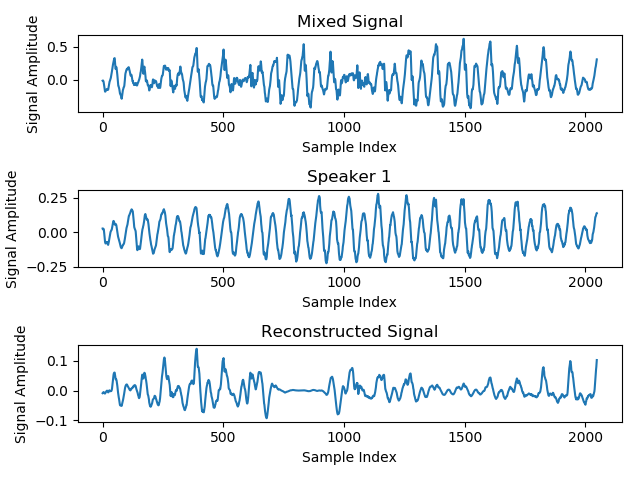 Mixed Signal
Signal Amplitude
0.5
0.0
0 500 1000 1500 2000
Sample Index
Speaker 1
Signal Amplitude
0.25
0.00
−0.25
0 500 1000 1500 2000
Sample Index
Reconstructed Signal
Signal Amplitude
0.1
0.0
−0.1
0 500 1000 1500 2000
Sample Index